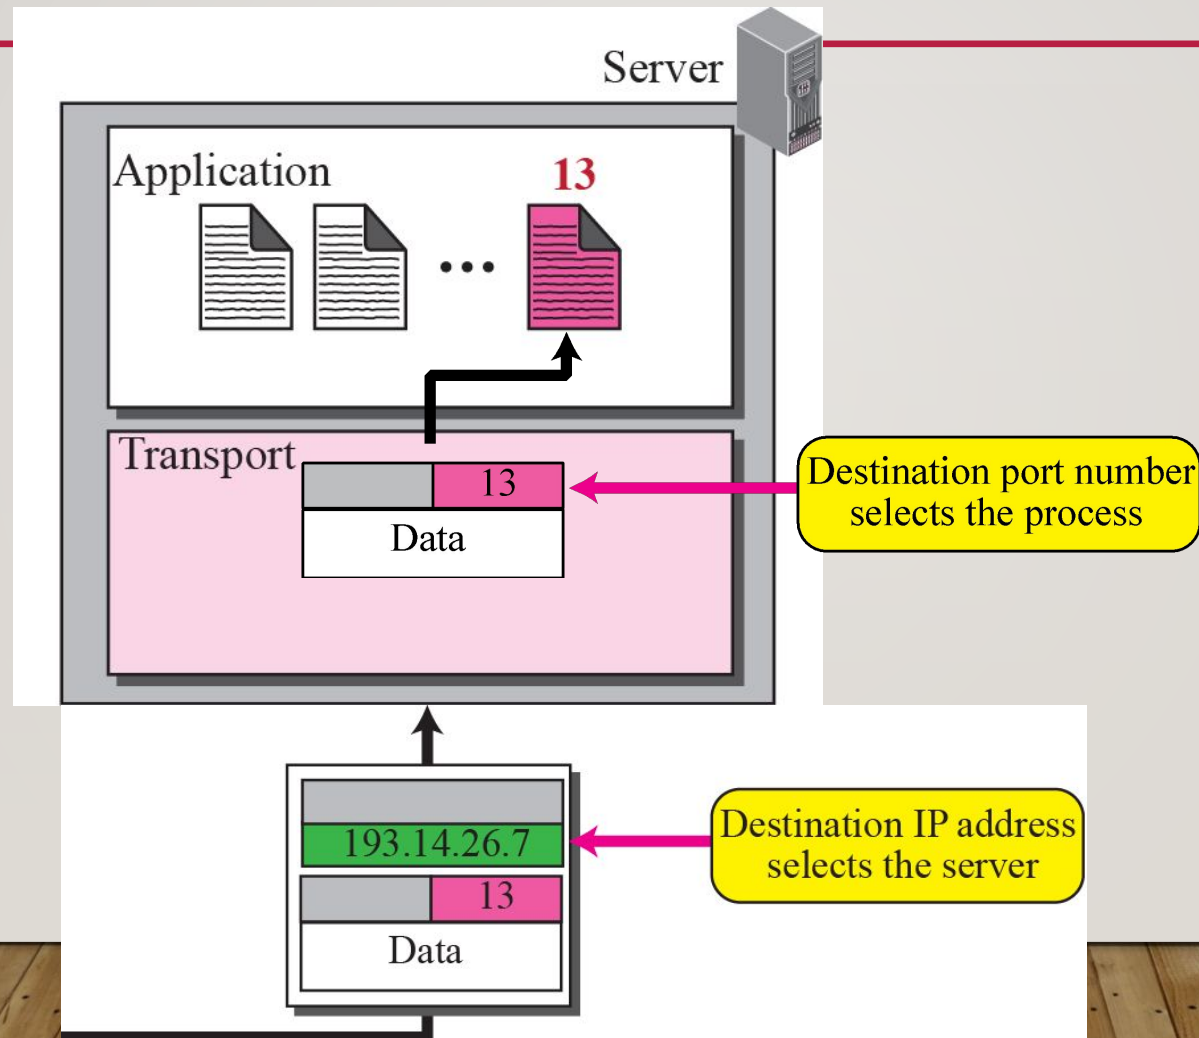 Server
Application
13
Transport
13
Data
Destination port number
selects the process
193.14.26.7
13
Data
Destination IP address
selects the server